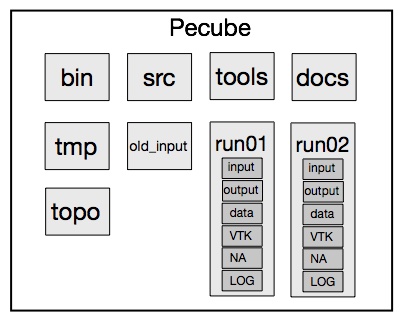 Pecube
bin
src
tools
docs
tmp
old_input
run01
input
output
data
VTK
NA
LOG
run02
input
output
data
VTK
NA
LOG
topo